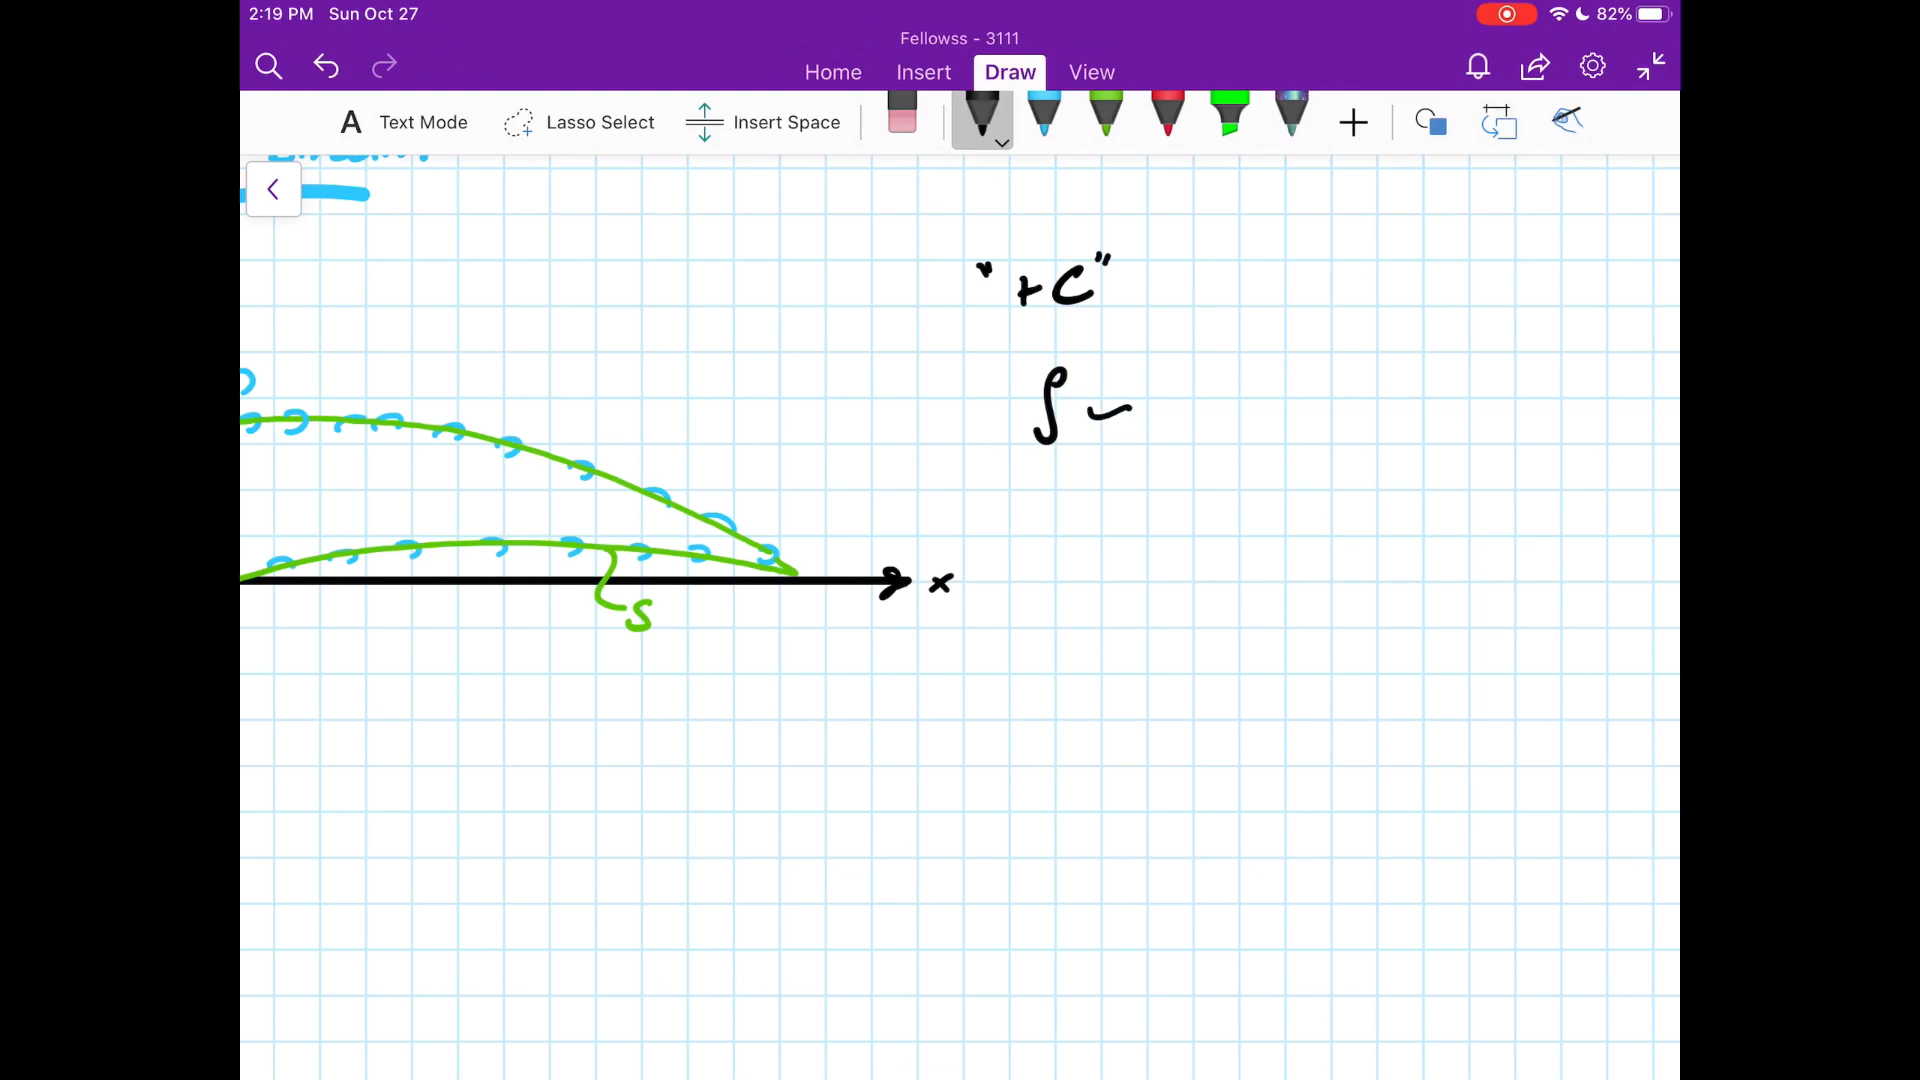 2:19 PM Sun Oct 27
82%
Fellowss - 3111
Home Insert Draw View
A Text Mode Lasso Select Insert Space
"+C"
∫
x
S